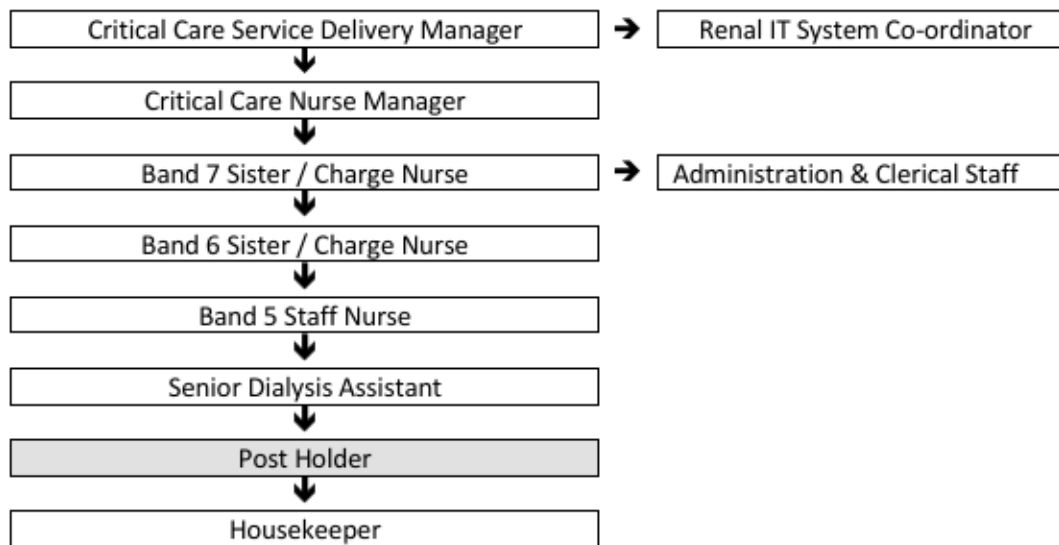 Critical Care Service Delivery Manager
Renal IT System Co-ordinator
Critical Care Nurse Manager
Band 7 Sister / Charge Nurse
Administration & Clerical Staff
Band 6 Sister / Charge Nurse
Band 5 Staff Nurse
Senior Dialysis Assistant
Post Holder
Housekeeper